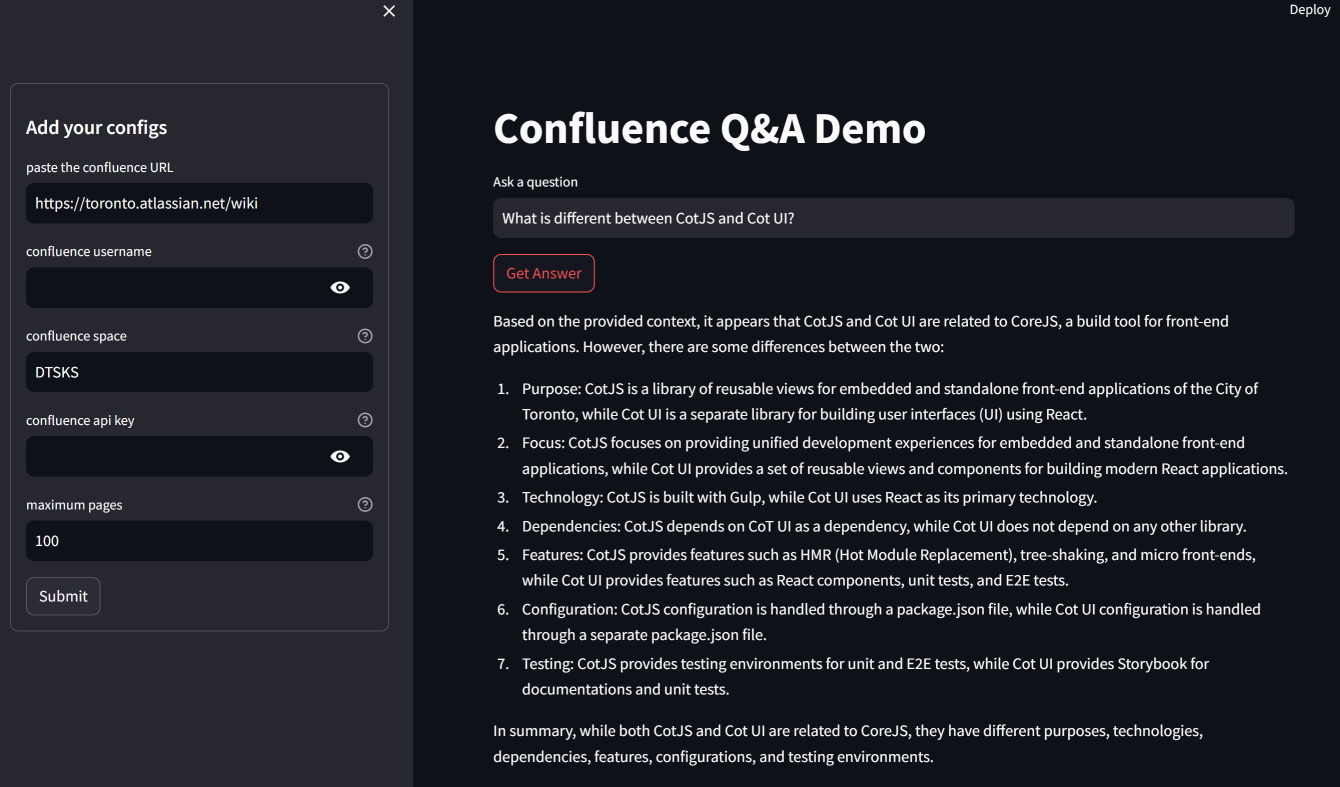 Deploy
Add your configs
paste the confluence URL
https://toronto.atlassian.net/wiki
confluence username
confluence space
DTSKS
confluence api key
maximum pages
100
Submit
Confluence Q&A Demo
Ask a question
What is different between CotJS and Cot UI?
Get Answer
Based on the provided context, it appears that CotJS and Cot UI are related to CoreJS, a build tool for front-end
applications. However, there are some differences between the two:
1. Purpose: CotJS is a library of reusable views for embedded and standalone front-end applications of the City of
Toronto, while Cot UI is a separate library for building user interfaces (UI) using React.
2. Focus: CotJS focuses on providing unified development experiences for embedded and standalone front-end
applications, while Cot UI provides a set of reusable views and components for building modern React applications.
3. Technology: CotJS is built with Gulp, while Cot UI uses React as its primary technology.
4. Dependencies: CotJS depends on CoT UI as a dependency, while Cot UI does not depend on any other library.
5. Features: CotJS provides features such as HMR (Hot Module Replacement), tree-shaking, and micro front-ends,
while Cot UI provides features such as React components, unit tests, and E2E tests.
6. Configuration: CotJS configuration is handled through a package.json file, while Cot UI configuration is handled
through a separate package.json file.
7. Testing: CotJS provides testing environments for unit and E2E tests, while Cot UI provides Storybook for
documentations and unit tests.
In summary, while both CotJS and Cot UI are related to CoreJS, they have different purposes, technologies,
dependencies, features, configurations, and testing environments.